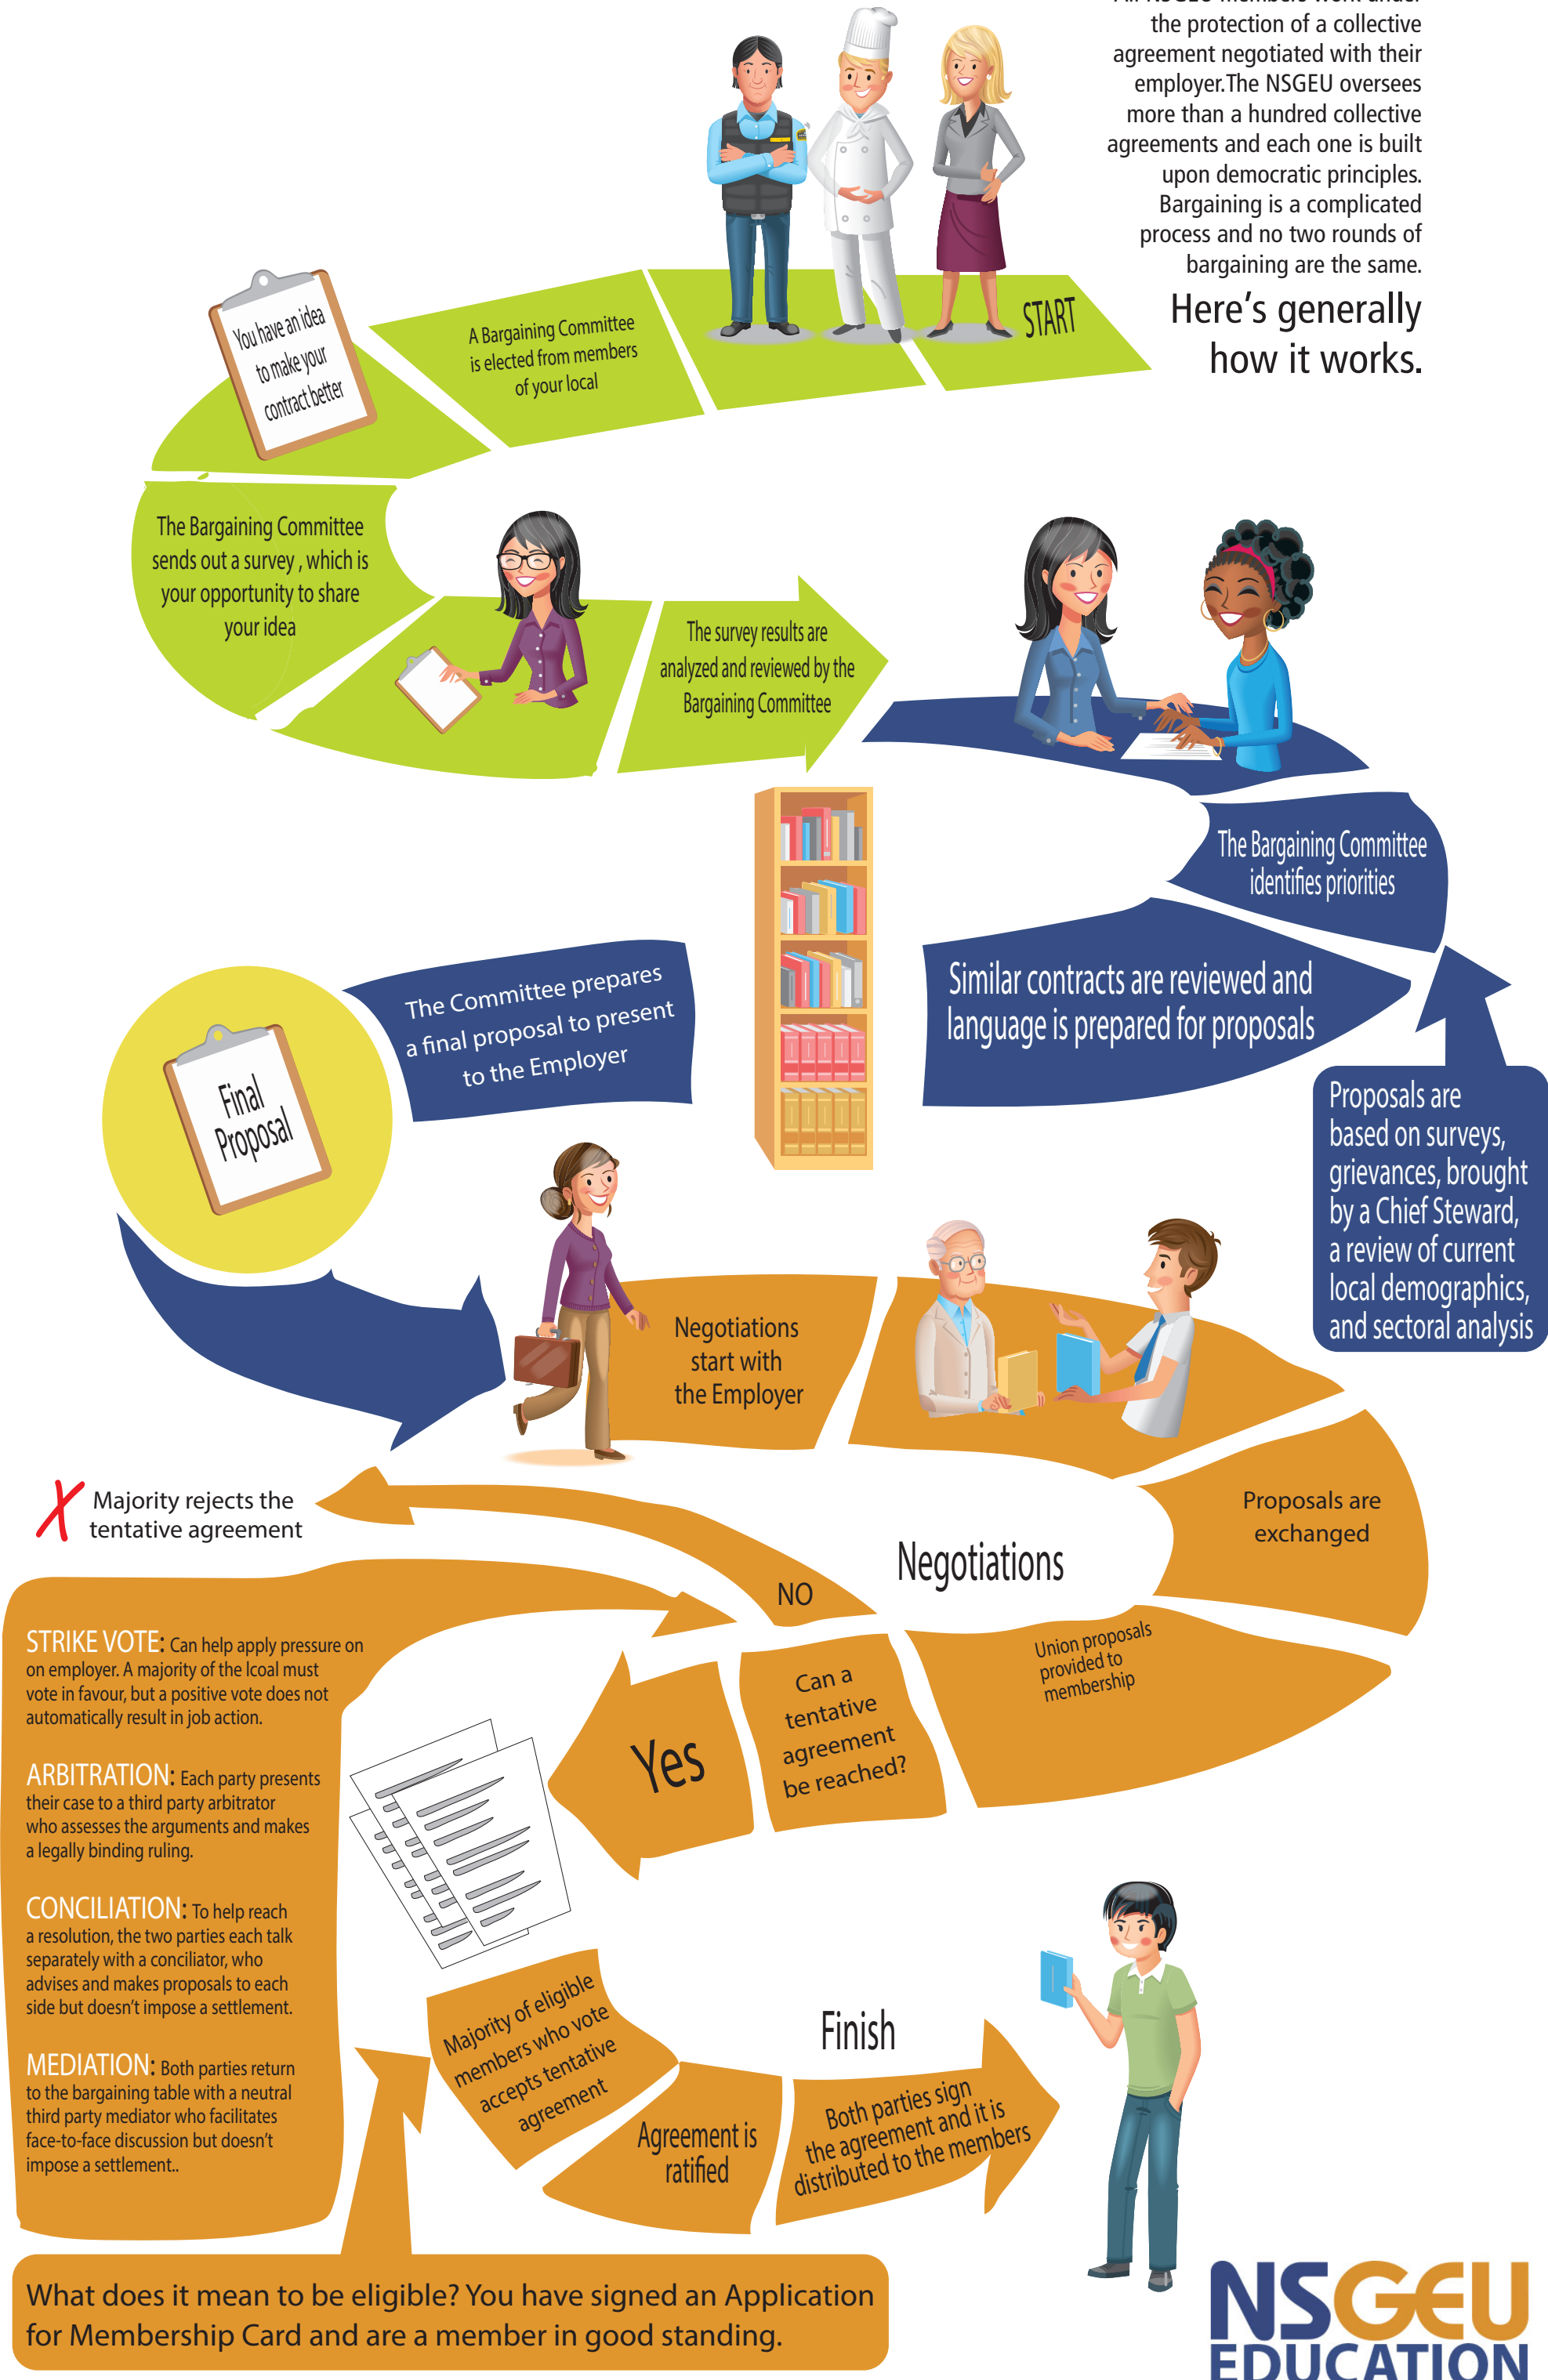 All NSGEU members work under
the protection of a collective
agreement negotiated with their
employer.The NSGEU oversees
more than a hundred collective
agreements and each one is built
upon democratic principles.
Bargaining is a complicated
process and no two rounds of
bargaining are the same.
Here's generally
how it works.
START
A Bargaining Committee
is elected from members
of your local
You have an idea
to make your
contract better
The Bargaining Committee
sends out a survey , which is
your opportunity to share
your idea
The survey results are
analyzed and reviewed by the
Bargaining Committee
The Bargaining Committee
identifies priorities
Proposals are
based on surveys,
grievances, brought
by a Chief Steward,
a review of current
local demographics,
and sectoral analysis
Similar contracts are reviewed and
language is prepared for proposals
The Committee prepares
a final proposal to present
to the Employer
Final
Proposal
Negotiations
start with
the Employer
Proposals are
exchanged
Negotiations
Union proposals
provided to
membership
Can a
tentative
agreement
be reached?
NO
Majority rejects the
tentative agreement
Yes
STRIKE VOTE: Can help apply pressure on
on employer. A majority of the lcoal must
vote in favour, but a positive vote does not
automatically result in job action.
ARBITRATION: Each party presents
their case to a third party arbitrator
who assesses the arguments and makes
a legally binding ruling.
CONCILIATION: To help reach
a resolution, the two parties each talk
separately with a conciliator, who
advises and makes proposals to each
side but doesn't impose a settlement.
MEDIATION: Both parties return
to the bargaining table with a neutral
third party mediator who facilitates
face-to-face discussion but doesn't
impose a settlement..
Majority of eligible
members who vote
accepts tentative
agreement
Agreement is
ratified
Finish
Both parties sign
the agreement and it is
distributed to the members
What does it mean to be eligible? You have signed an Application
for Membership Card and are a member in good standing.
NSGEU
EDUCATION